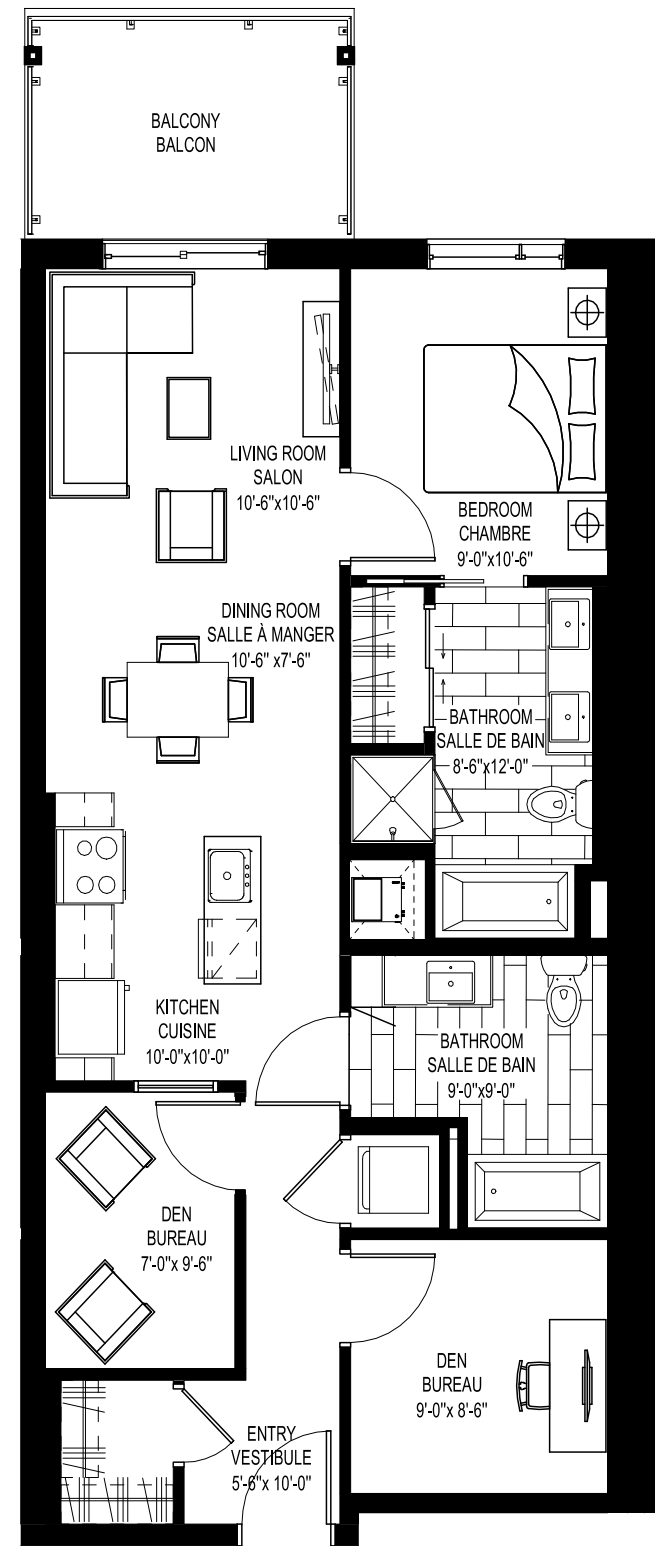 BALCONY
BALCON
LIVING ROOM
SALON
10'-6"x10'-6"
BEDROOM
CHAMBRE
9'-0"x10'-6"
DINING ROOM
SALLE À MANGER
10'-6" x7'-6"
BATHROOM
SALLE DE BAIN
8'-6"x12'-0"
KITCHEN
CUISINE
10'-0"x10'-0"
BATHROOM
SALLE DE BAIN
9'-0"x9'-0"
DEN
BUREAU
7'-0"x 9'-6"
DEN
BUREAU
9'-0"x 8'-6"
ENTRY
VESTIBULE
5'-6"x 10'-0"